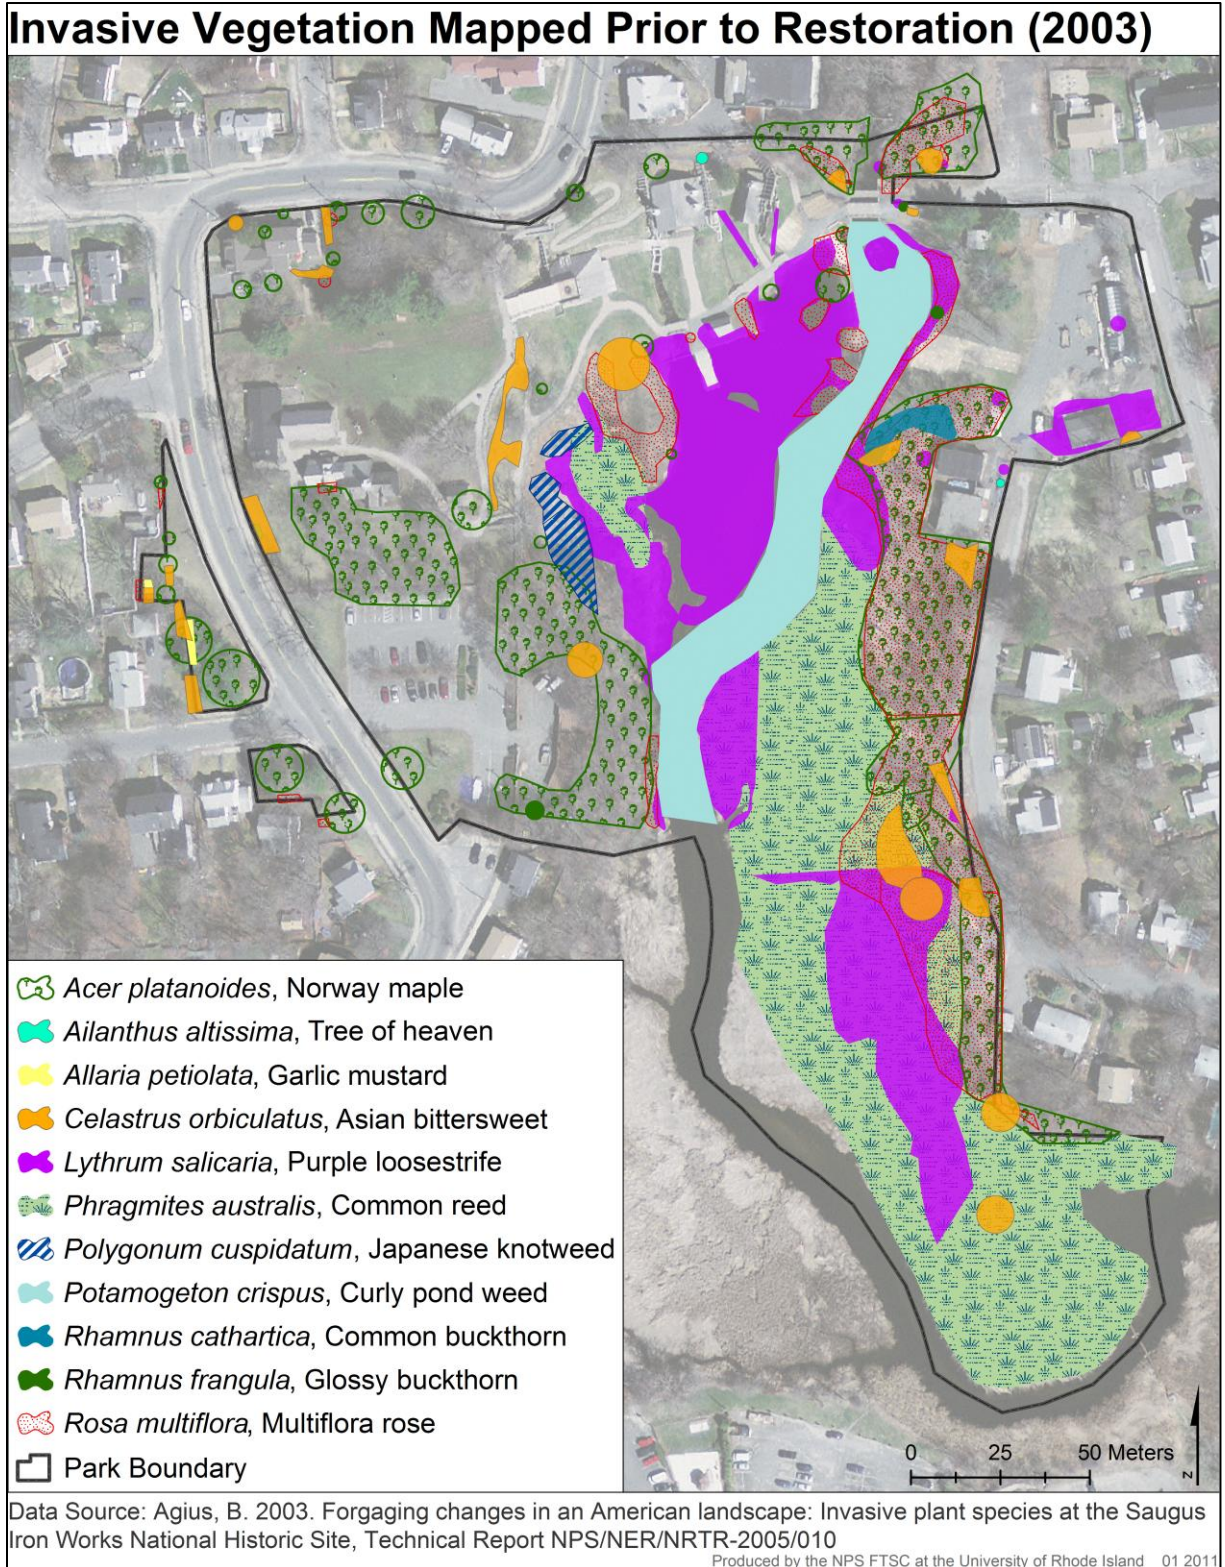 Invasive Vegetation Mapped Prior to Restoration (2003)
Acer platanoides, Norway maple
Ailanthus altissima, Tree of heaven
Allaria petiolata, Garlic mustard
Celastrus orbiculatus, Asian bittersweet
Lythrum salicaria, Purple loosestrife
Phragmites australis, Common reed
Polygonum cuspidatum, Japanese knotweed
Potamogeton crispus, Curly pond weed
Rhamnus cathartica, Common buckthorn
Rhamnus frangula, Glossy buckthorn
Rosa multiflora, Multiflora rose
Park Boundary
0 25 50 Meters
N
Data Source: Agius, B. 2003. Forgaging changes in an American landscape: Invasive plant species at the Saugus
Iron Works National Historic Site, Technical Report NPS/NER/NRTR-2005/010
Produced by the NPS FTSC at the University of Rhode Island 01 2011